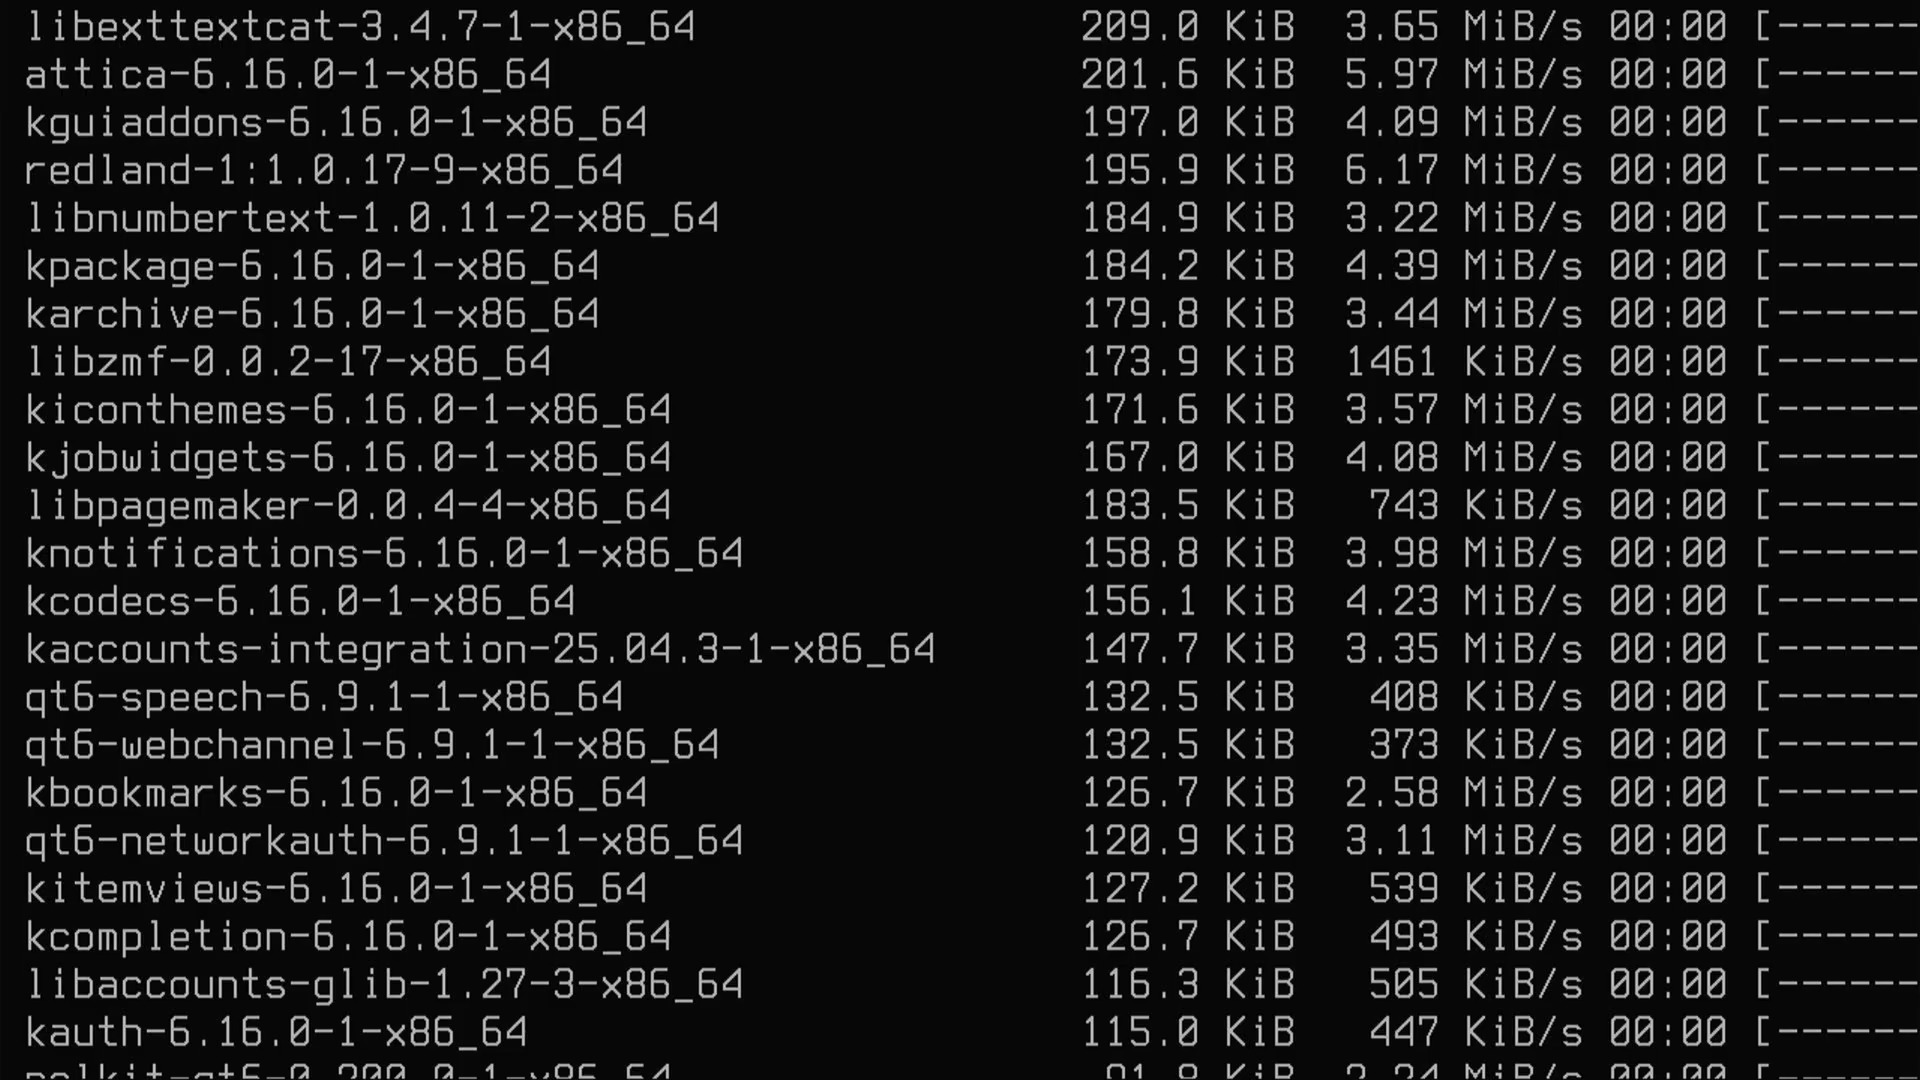 libexttextcat-3.4.7-1-x86_64 209.0 KiB 3.65 MiB/s 00:00 [------
attica-6.16.0-1-x86_64 201.6 KiB 5.97 MiB/s 00:00 [------
kguiaddons-6.16.0-1-x86_64 197.0 KiB 4.09 MiB/s 00:00 [------
redland-1:1.0.17-9-x86_64 195.9 KiB 6.17 MiB/s 00:00 [------
libnumbertext-1.0.11-2-x86_64 184.9 KiB 3.22 MiB/s 00:00 [------
kpackage-6.16.0-1-x86_64 184.2 KiB 4.39 MiB/s 00:00 [------
karchive-6.16.0-1-x86_64 179.8 KiB 3.44 MiB/s 00:00 [------
libzmf-0.0.2-17-x86_64 173.9 KiB 1461 KiB/s 00:00 [------
kiconthemes-6.16.0-1-x86_64 171.6 KiB 3.57 MiB/s 00:00 [------
kjobwidgets-6.16.0-1-x86_64 167.0 KiB 4.08 MiB/s 00:00 [------
libpagemaker-0.0.4-4-x86_64 183.5 KiB 743 KiB/s 00:00 [------
knotifications-6.16.0-1-x86_64 158.8 KiB 3.98 MiB/s 00:00 [------
kcodecs-6.16.0-1-x86_64 156.1 KiB 4.23 MiB/s 00:00 [------
kaccounts-integration-25.04.3-1-x86_64 147.7 KiB 3.35 MiB/s 00:00 [------
qt6-speech-6.9.1-1-x86_64 132.5 KiB 408 KiB/s 00:00 [------
qt6-webchannel-6.9.1-1-x86_64 132.5 KiB 373 KiB/s 00:00 [------
kbookmarks-6.16.0-1-x86_64 126.7 KiB 2.58 MiB/s 00:00 [------
qt6-networkauth-6.9.1-1-x86_64 120.9 KiB 3.11 MiB/s 00:00 [------
kitemviews-6.16.0-1-x86_64 127.2 KiB 539 KiB/s 00:00 [------
kcompletion-6.16.0-1-x86_64 126.7 KiB 493 KiB/s 00:00 [------
libaccounts-glib-1.27-3-x86_64 116.3 KiB 505 KiB/s 00:00 [------
kauth-6.16.0-1-x86_64 115.0 KiB 447 KiB/s 00:00 [------